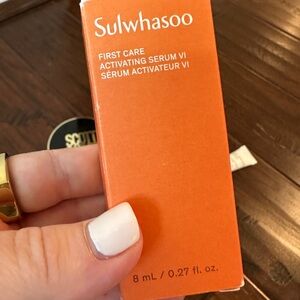 Sulwhasoo
FIRST CARE
ACTIVATING SERUM VI
SÉRUM ACTIVATEUR VI
8 mL / 0.27 fl. oz.